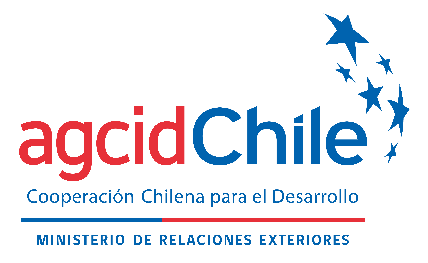 agcidChile
Cooperación Chilena para el Desarrollo
MINISTERIO DE RELACIONES EXTERIORES